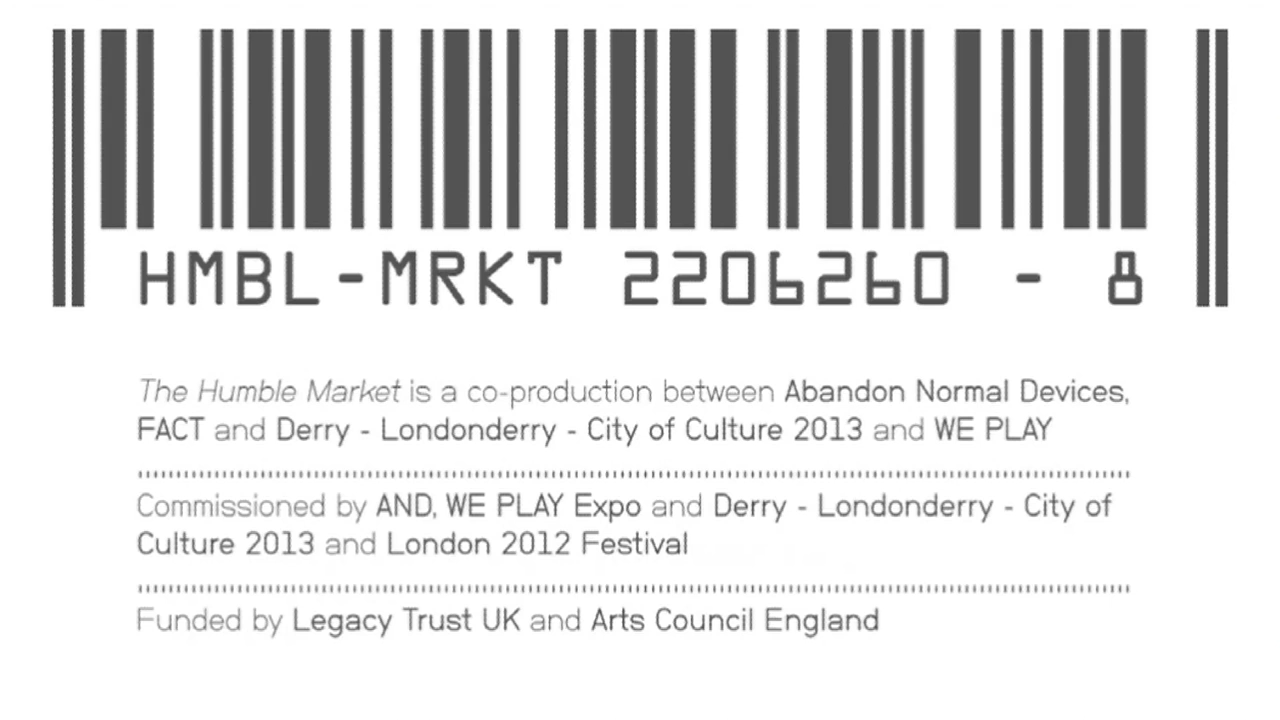 HMBL-MRKT 2206260 - 8
The Humble Market is a co-production between Abandon Normal Devices,
FACT and Derry - Londonderry - City of Culture 2013 and WE PLAY
Commissioned by AND, WE PLAY Expo and Derry - Londonderry - City of
Culture 2013 and London 2012 Festival
Funded by Legacy Trust UK and Arts Council England